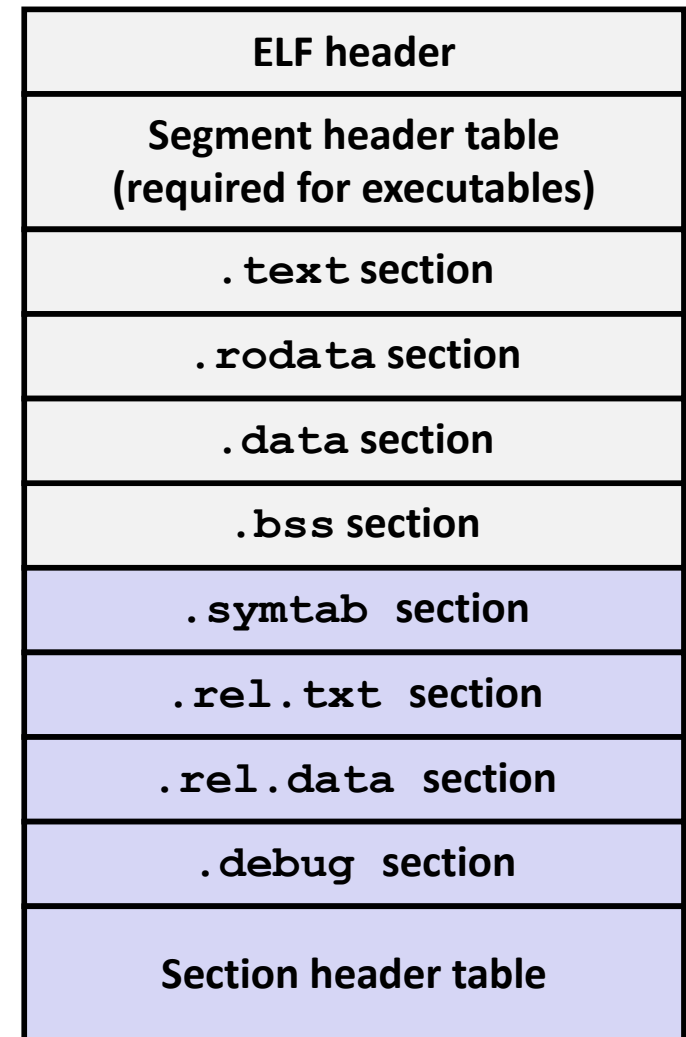 ELF header
Segment header table
(required for executables)
.text section
.rodata section
.data section
.bss section
.symtab section
.rel.txt section
.rel.data section
.debug section
Section header table